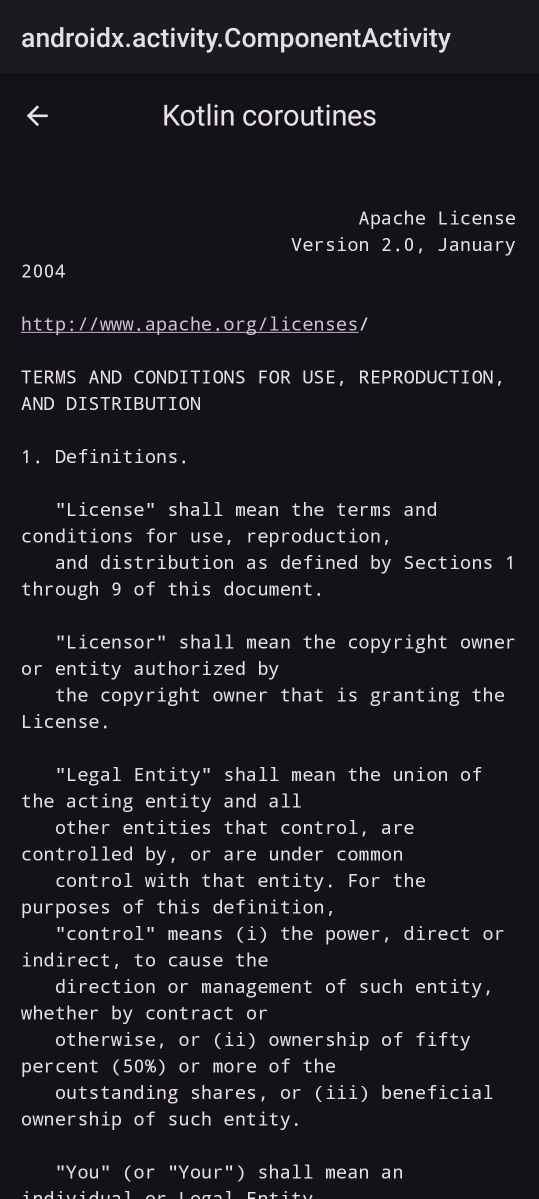 androidx.activity.ComponentActivity
Kotlin coroutines
Apache License
Version 2.0, January
2004
http://www.apache.org/licenses/
TERMS AND CONDITIONS FOR USE, REPRODUCTION,
AND DISTRIBUTION
1. Definitions.
"License" shall mean the terms and
conditions for use, reproduction,
and distribution as defined by Sections 1
through 9 of this document.
"Licensor" shall mean the copyright owner
or entity authorized by
the copyright owner that is granting the
License.
"Legal Entity" shall mean the union of
the acting entity and all
other entities that control, are
controlled by, or are under common
control with that entity. For the
purposes of this definition,
"control" means (i) the power, direct or
indirect, to cause the
direction or management of such entity,
whether by contract or
otherwise, or (ii) ownership of fifty
percent (50%) or more of the
outstanding shares, or (iii) beneficial
ownership of such entity.
"You" (or "Your") shall mean an
individual or Legal Entity